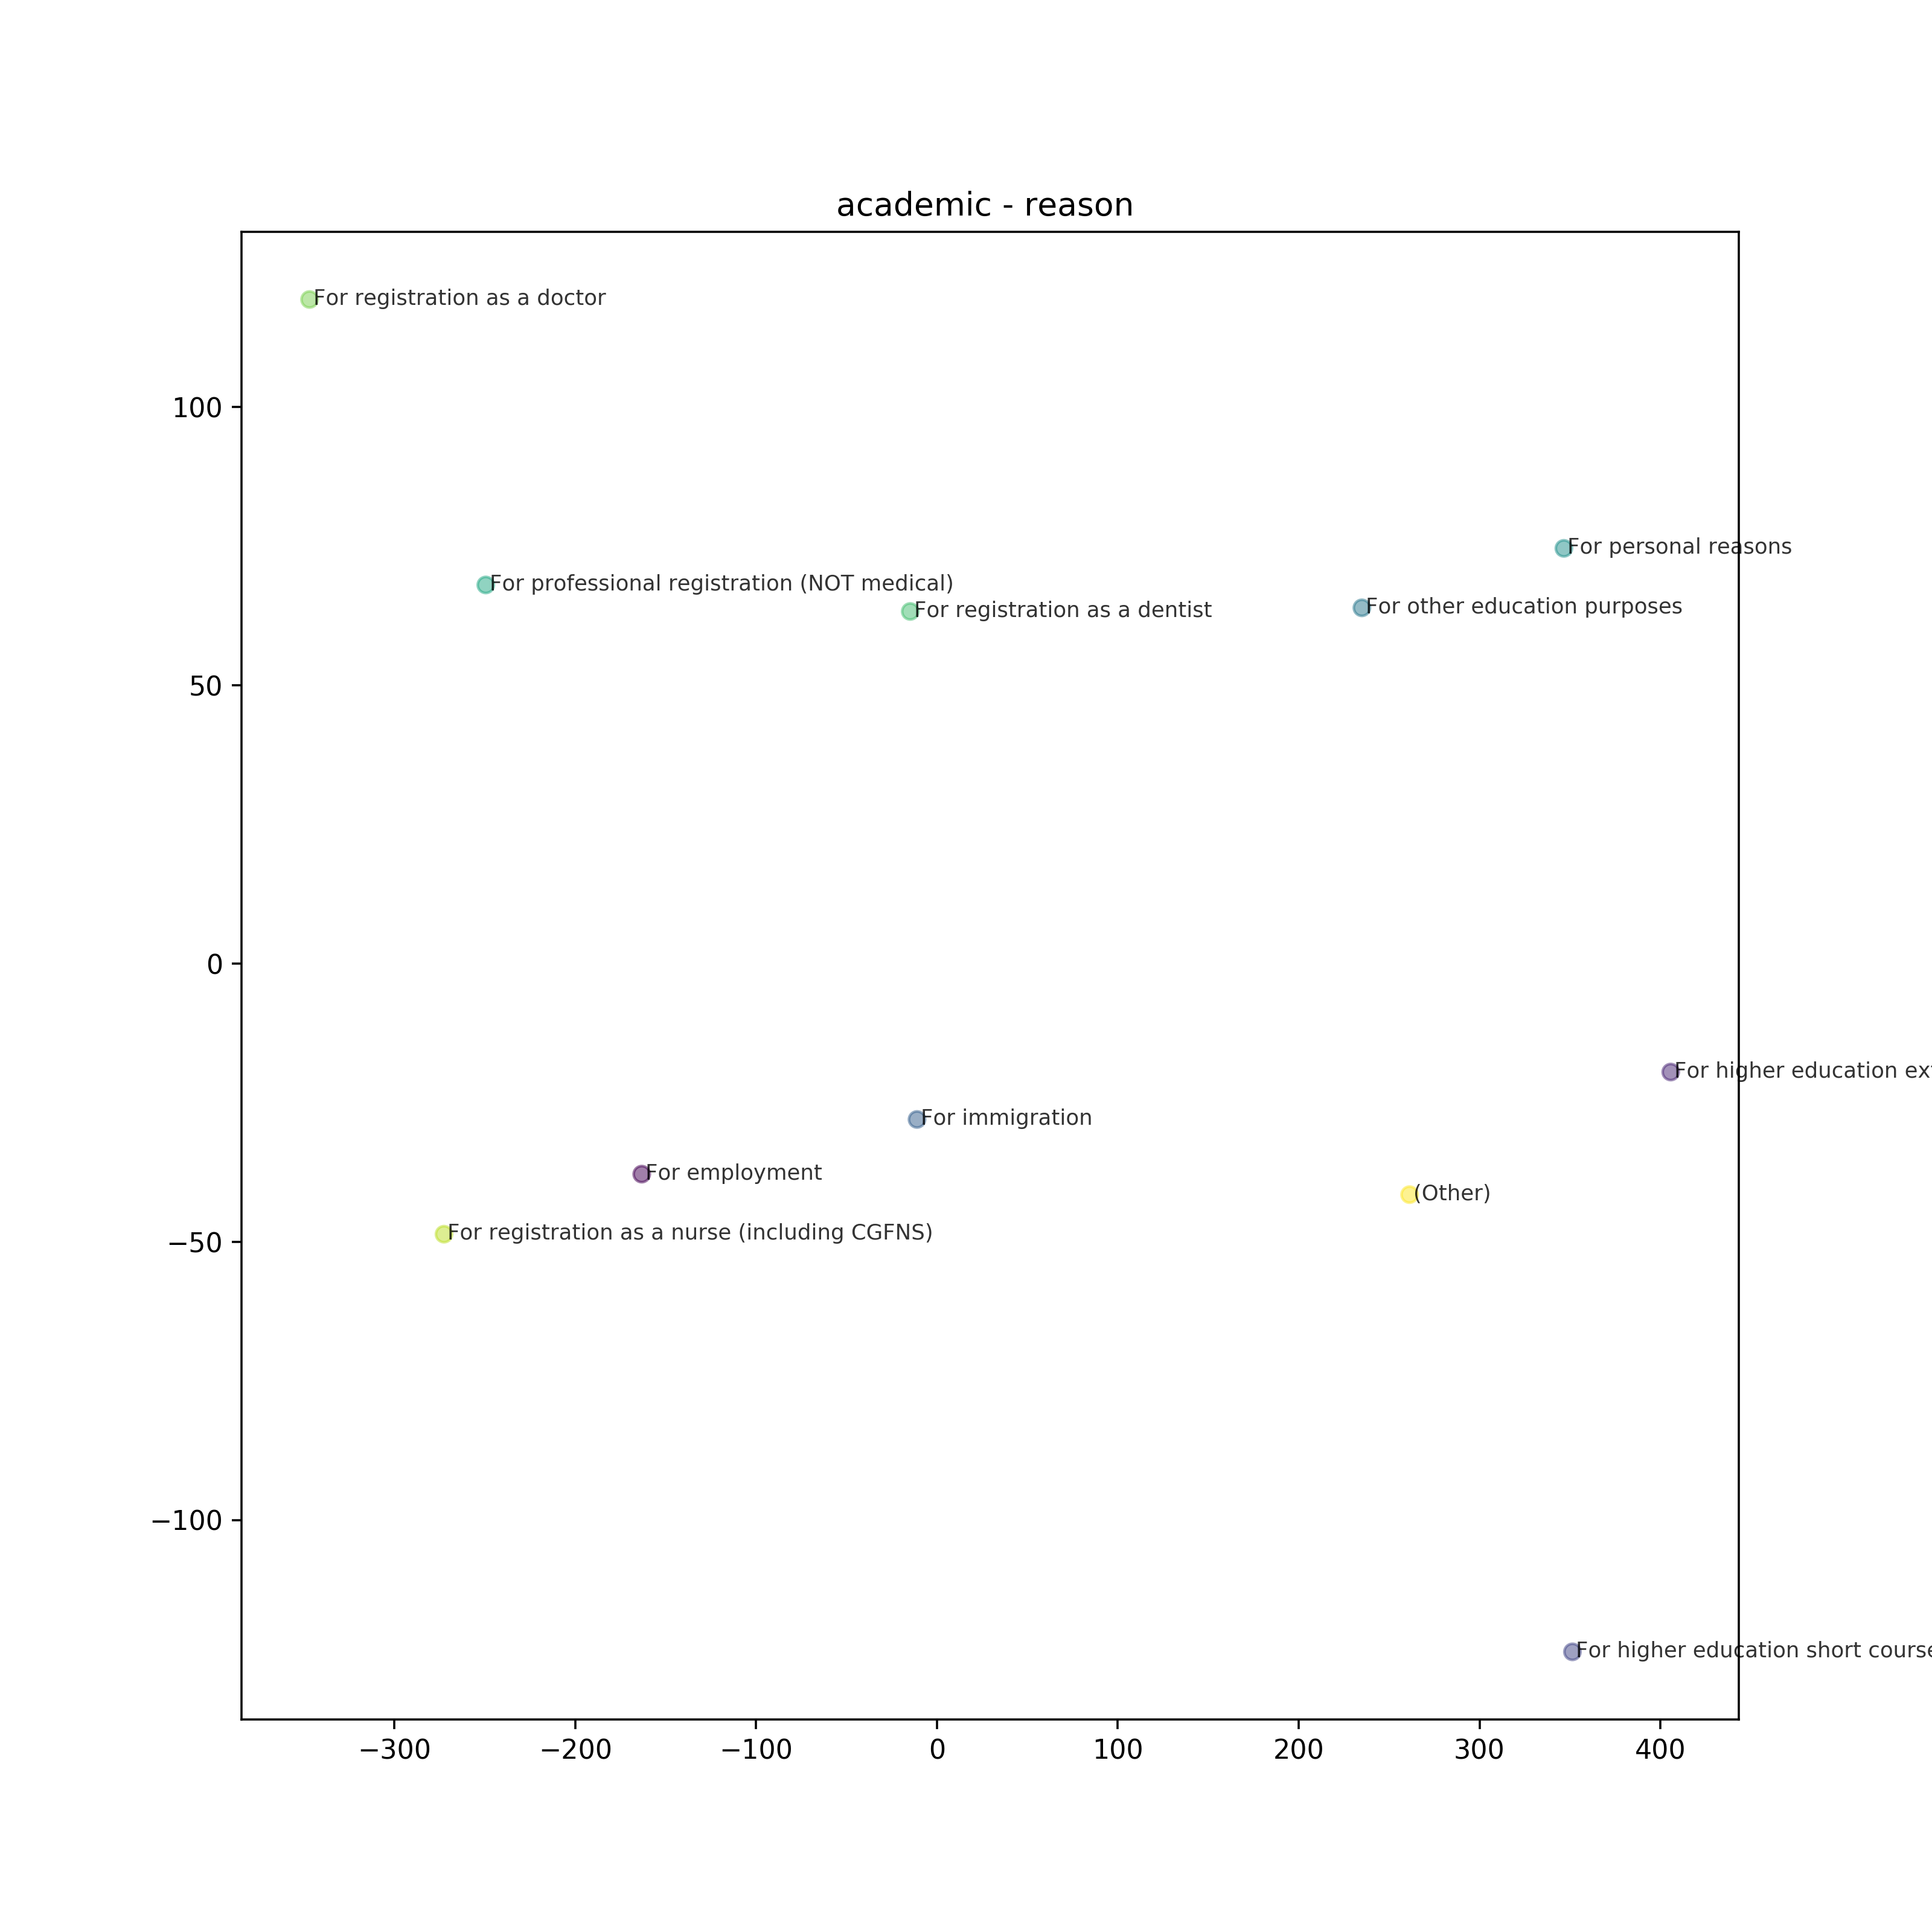 academic - reason
For registration as a doctor
100
For personal reasons
For professional registration (NOT medical)
For other education purposes
For registration as a dentist
50
0
For higher education
For immigration
For employment
(Other)
For registration as a nurse (including CGFNS)
−50
−100
For higher education short
−300
−200
−100
0
100
200
300
400